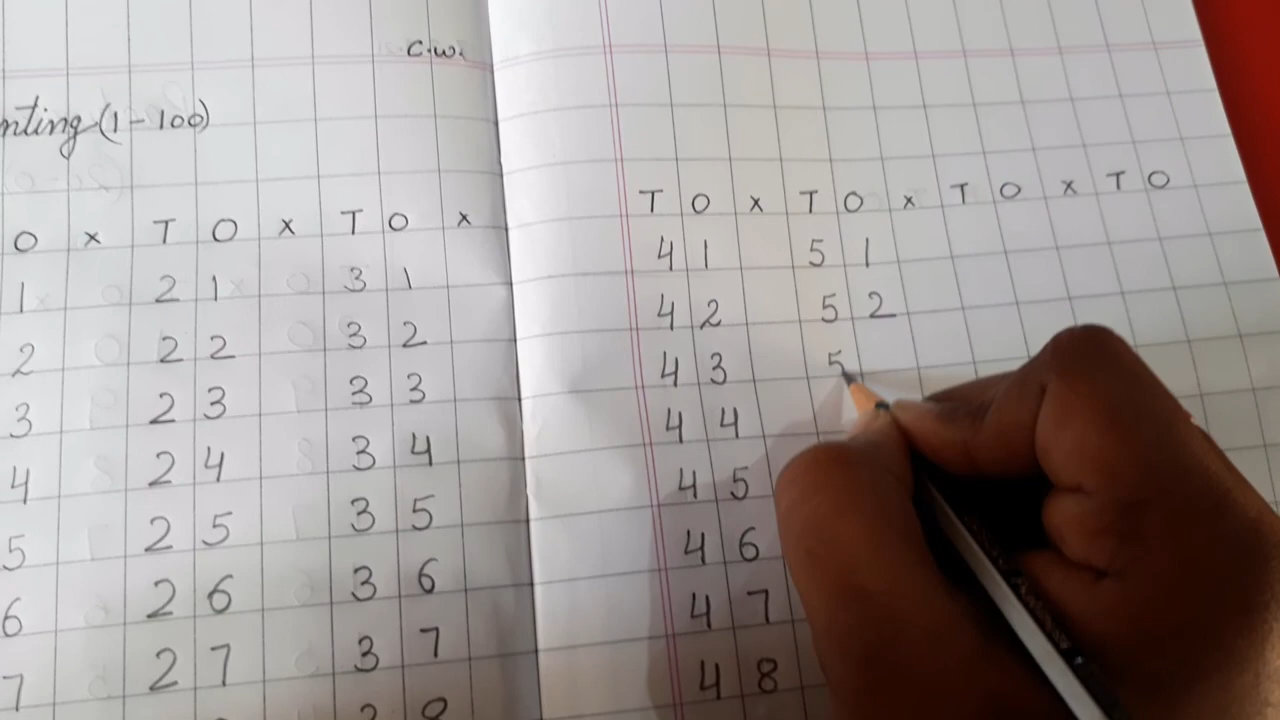 C.W.
nting (1 - 100)
O x T O x T O x
1 2 1 3 1
2 2 2 3 2
3 2 3 3 3
4 2 4 3 4
5 2 5 3 5
6 2 6 3 6
7 2 7 3 7
T O x T O x T O x T O
4 1 5 1
4 2 5 2
4 3 5
4 4
4 5
4 6
4 7
4 8